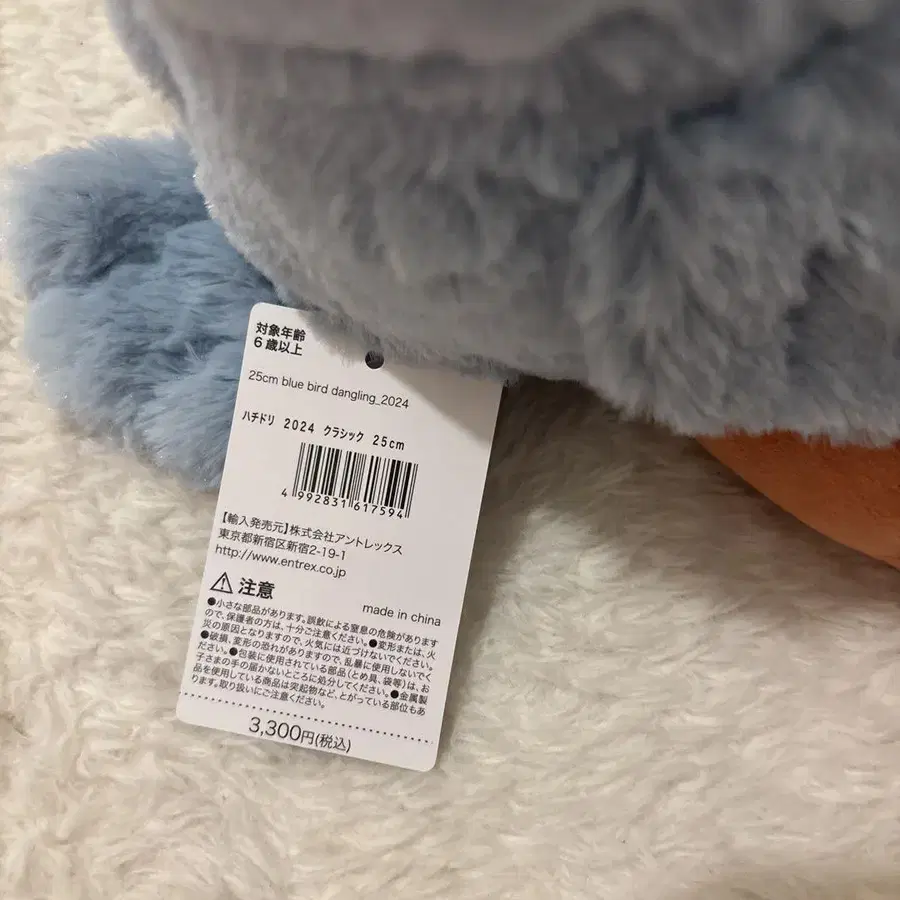 対象年齢
6歳以上
25cm blue bird dangling_2024
ハチドリ 2024 クラシック 25cm
4 992831 617594
【輸入発売元】株式会社アントレックス
東京都新宿区新宿2-19-1
http://www.entrex.co.jp
注意
made in china
●小さな部品があります。誤飲による窒息の危険があります
ので、保護者の方は、十分ご注意ください。●変形または、火
災の原因となりますので、火気には近づけないでください。
●破損、変形の恐れがありますので、乱暴に使用しないでく
ださい。●包装に使用されている部品(とめ具、袋等)は、お
子さまの手の届かないところに処分してください。●金属製
品を使用している商品は突起物など、とがっている部位もあ
ります。取り扱いにご注意ください。
3,300円(税込)